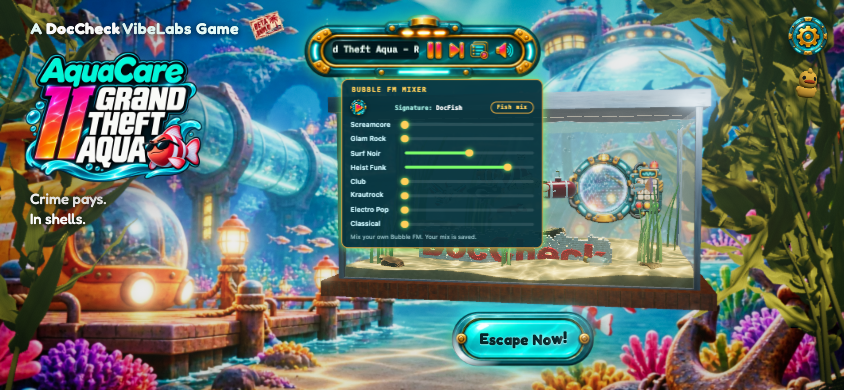 A DocCheck VibeLabs Game
BETA
AquaCare
II GRAND
THEFT
AQUA
Crime pays.
In shells.
d Theft Aqua – R
BUBBLE FM MIXER
Signature: DocFish
Fish mix
Screamcore
Glam Rock
Surf Noir
Heist Funk
Club
Krautrock
Electro Pop
Classical
Mix your own Bubble FM. Your mix is saved.
DocCheck
Escape Now!